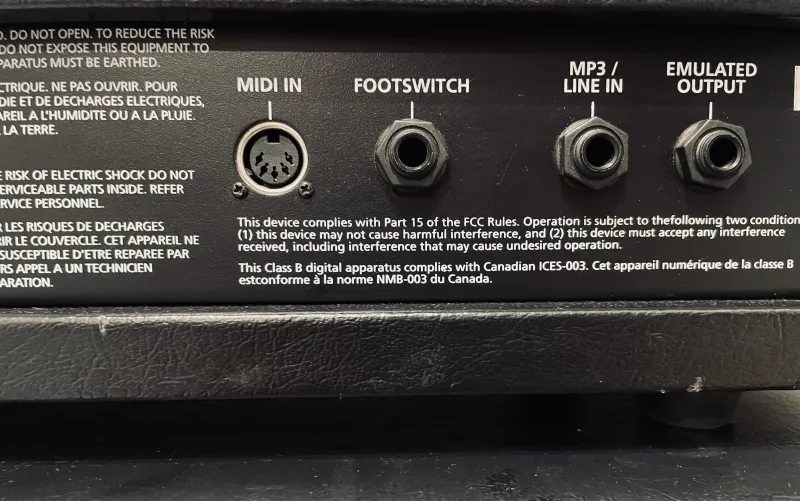 D. DO NOT OPEN. TO REDUCE THE RISK
DO NOT EXPOSE THIS EQUIPMENT TO
PARATUS MUST BE EARTHED.
CTRIQUE. NE PAS OUVRIR. POUR
DIE ET DE DECHARGES ELECTRIQUES,
AREIL A L'HUMIDITE OU A LA PLUIE.
LA TERRE.
E RISK OF ELECTRIC SHOCK DO NOT
SERVICEABLE PARTS INSIDE. REFER
RVICE PERSONNEL.
R LES RISQUES DE DECHARGES
RIR LE COUVERCLE. CET APPAREIL NE
SUSCEPTIBLE D'ETRE REPAREE PAR
RS APPEL A UN TECHNICIEN
ARATION.
MIDI IN
FOOTSWITCH
MP3 /
LINE IN
EMULATED
OUTPUT
This device complies with Part 15 of the FCC Rules. Operation is subject to thefollowing two condition
(1) this device may not cause harmful interference, and (2) this device must accept any interference
received, including interference that may cause undesired operation.
This Class B digital apparatus complies with Canadian ICES-003. Cet appareil numérique de la classe B
estconforme à la norme NMB-003 du Canada.